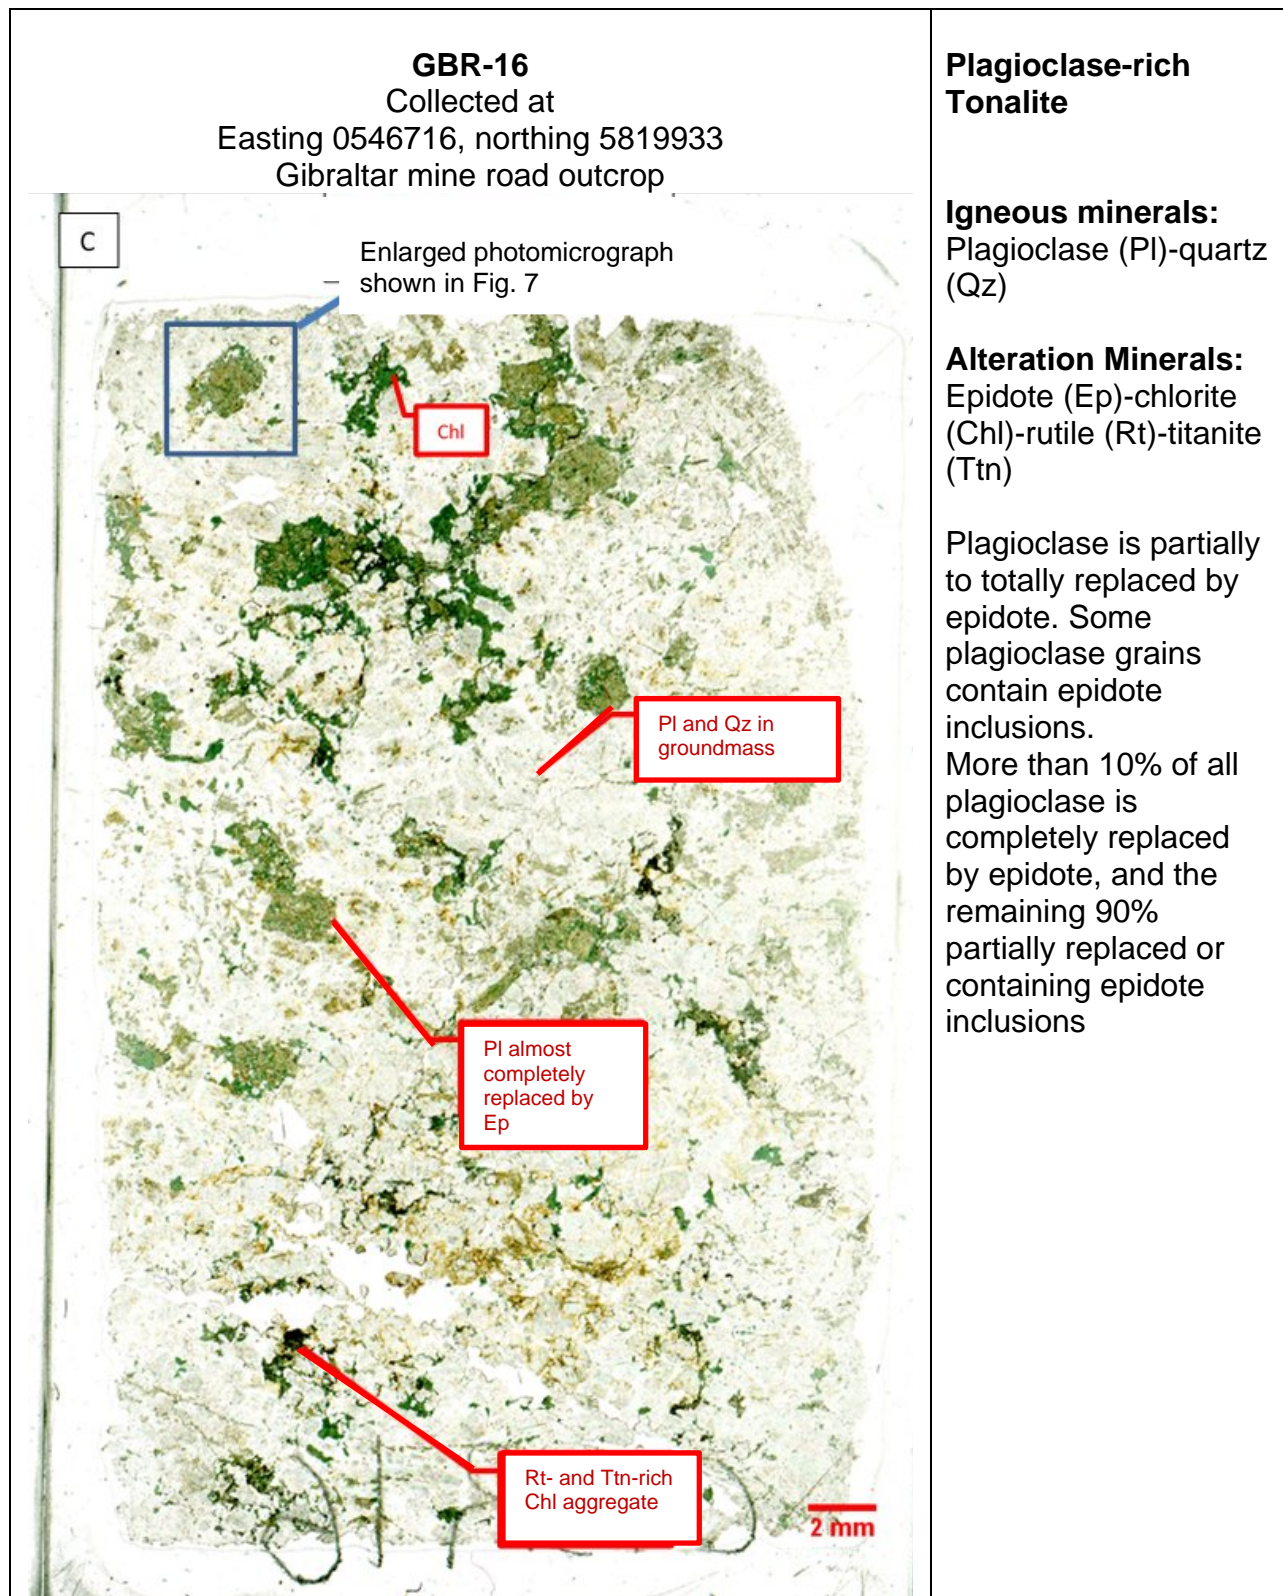 GBR-16
Collected at
Easting 0546716, northing 5819933
Gibraltar mine road outcrop
C
Enlarged photomicrograph
shown in Fig. 7
Chl
Pl and Qz in
groundmass
Pl almost
completely
replaced by
Ep
Rt- and Ttn-rich
Chl aggregate
2 mm
Plagioclase-rich
Tonalite
Igneous minerals:
Plagioclase (Pl)-quartz
(Qz)
Alteration Minerals:
Epidote (Ep)-chlorite
(Chl)-rutile (Rt)-titanite
(Ttn)
Plagioclase is partially
to totally replaced by
epidote. Some
plagioclase grains
contain epidote
inclusions.
More than 10% of all
plagioclase is
completely replaced
by epidote, and the
remaining 90%
partially replaced or
containing epidote
inclusions